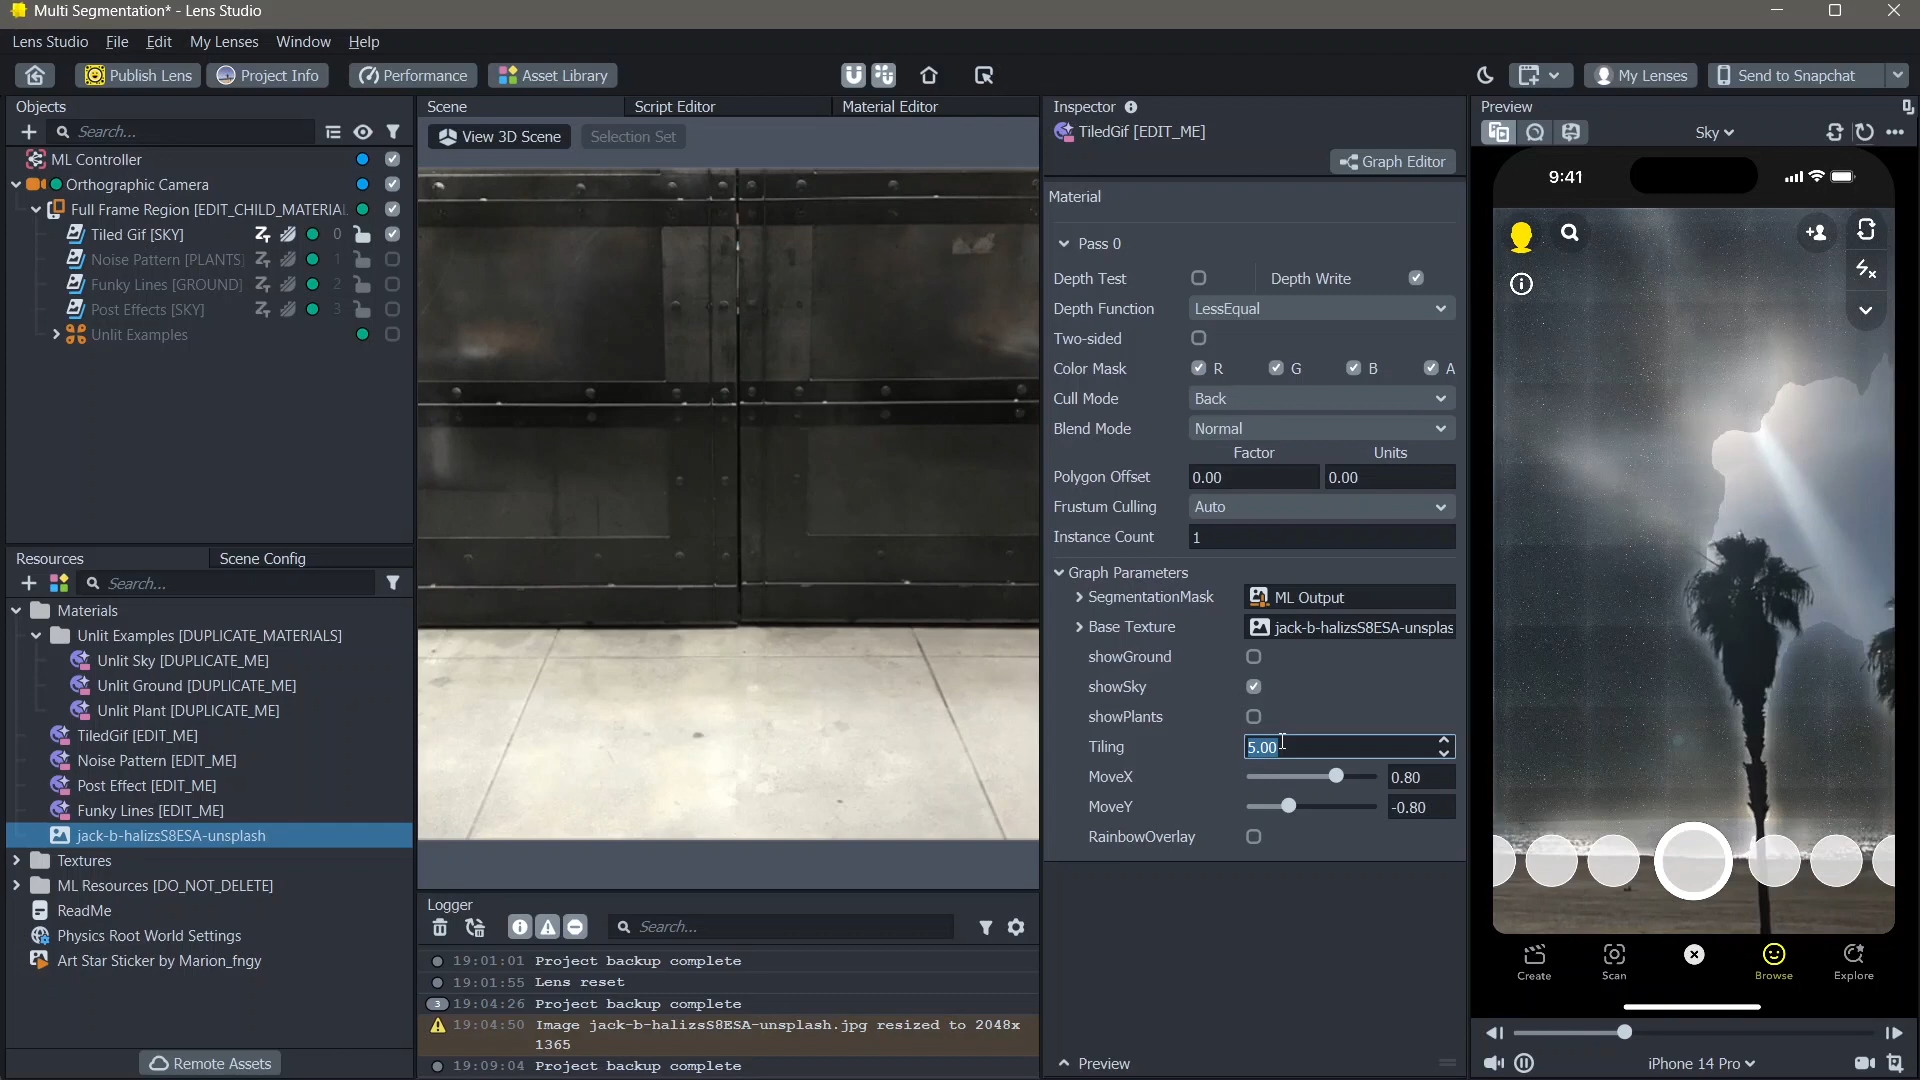 Multi Segmentation* - Lens Studio
Lens Studio File Edit My Lenses Window Help
Publish Lens Project Info Performance Asset Library My Lenses Send to Snapchat
Objects
Search...
ML Controller
Orthographic Camera
Full Frame Region [EDIT_CHILD_MATERIAL
Tiled Gif [SKY] 0
Noise Pattern [PLANTS] 1
Funky Lines [GROUND] 2
Post Effects [SKY] 3
Unlit Examples
Resources Scene Config
Search...
Materials
Unlit Examples [DUPLICATE_MATERIALS]
Unlit Sky [DUPLICATE_ME]
Unlit Ground [DUPLICATE_ME]
Unlit Plant [DUPLICATE_ME]
TiledGif [EDIT_ME]
Noise Pattern [EDIT_ME]
Post Effect [EDIT_ME]
Funky Lines [EDIT_ME]
jack-b-halizsS8ESA-unsplash
Textures
ML Resources [DO_NOT_DELETE]
ReadMe
Physics Root World Settings
Art Star Sticker by Marion_fngy
Remote Assets
Scene Script Editor Material Editor
View 3D Scene Selection Set
Logger
Search...
19:01:01 Project backup complete
19:01:55 Lens reset
3 19:04:26 Project backup complete
19:04:50 Image jack-b-halizsS8ESA-unsplash.jpg resized to 2048x
1365
19:09:04 Project backup complete
Inspector
TiledGif [EDIT_ME]
Graph Editor
Material
Pass 0
Depth Test Depth Write
Depth Function LessEqual
Two-sided
Color Mask R G B A
Cull Mode Back
Blend Mode Normal
Factor Units
Polygon Offset 0.00 0.00
Frustum Culling Auto
Instance Count 1
Graph Parameters
SegmentationMask ML Output
Base Texture jack-b-halizsS8ESA-unsplas
showGround
showSky
showPlants
Tiling 5.00
MoveX 0.80
MoveY -0.80
RainbowOverlay
Preview
Preview
Sky
9:41
Create Scan Browse Explore
iPhone 14 Pro